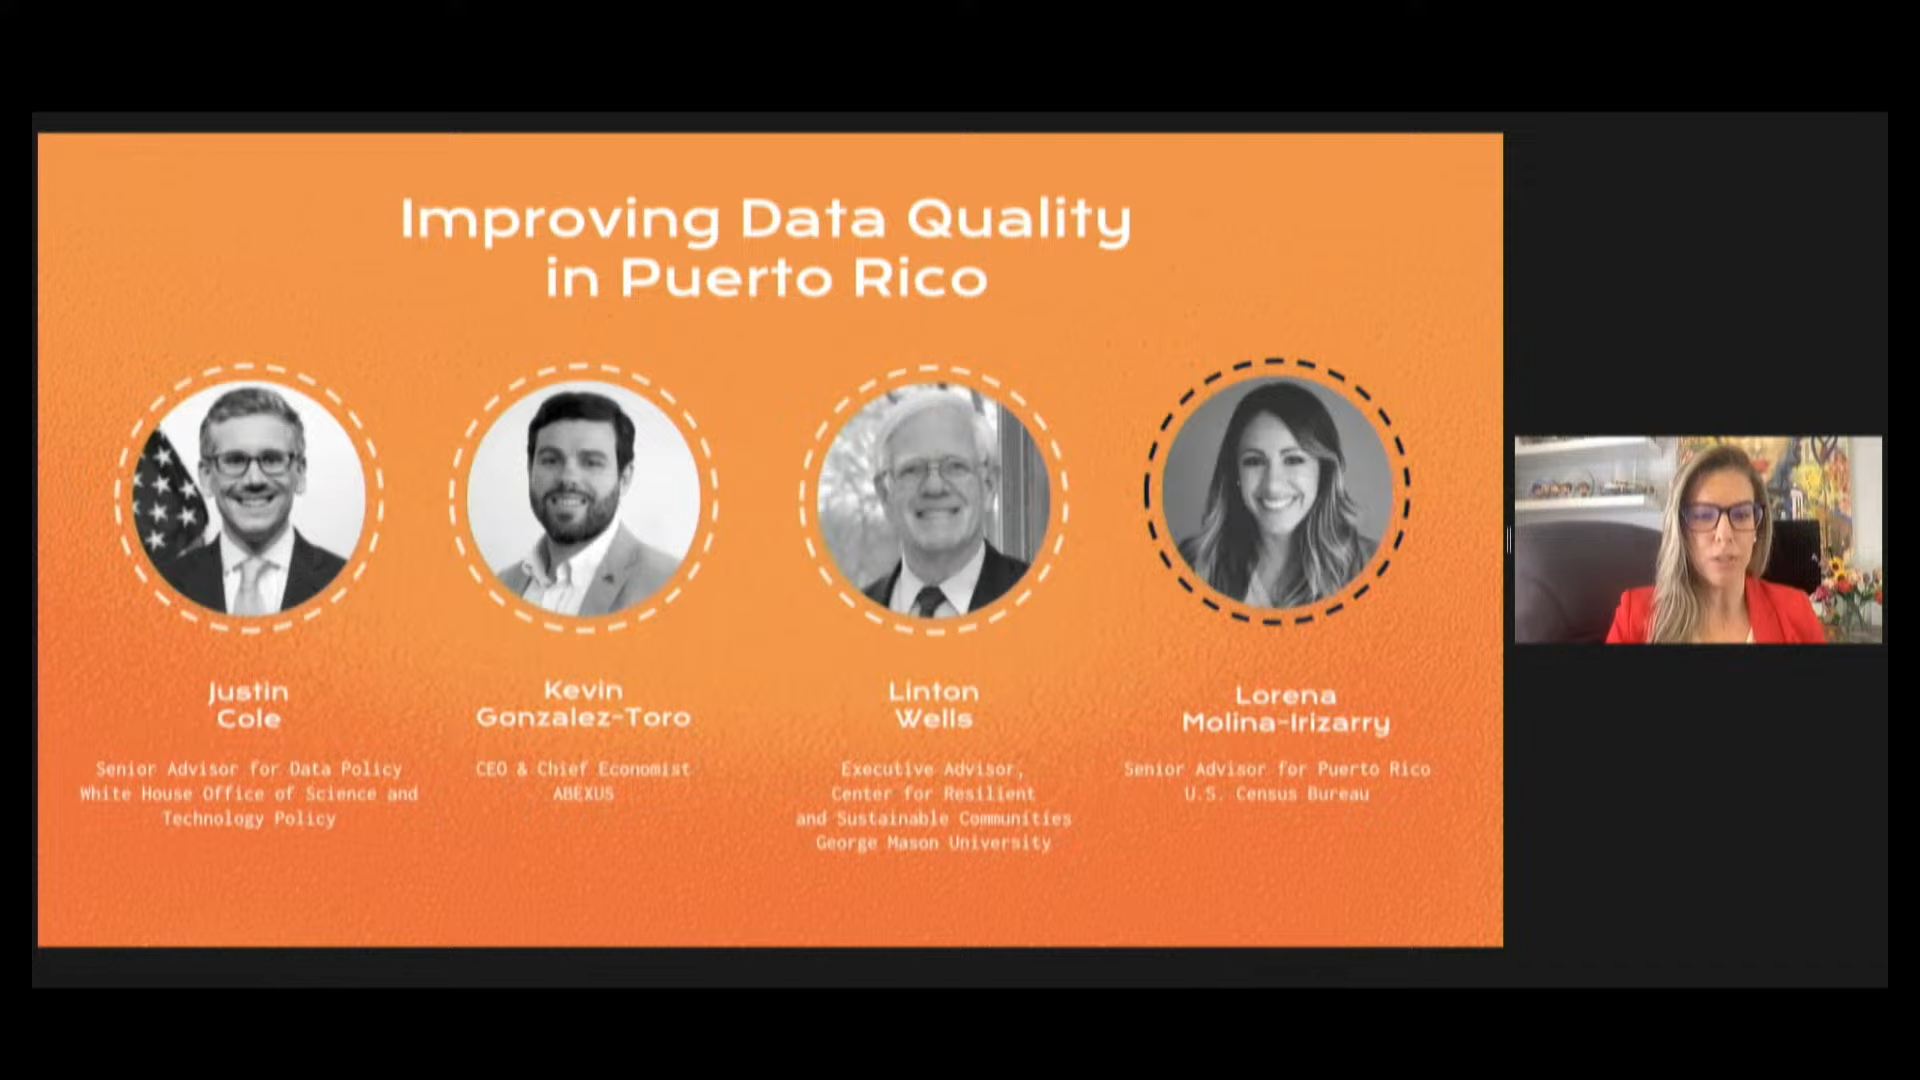 Improving Data Quality
in Puerto Rico
Justin
Cole
Senior Advisor for Data Policy
White House Office of Science and
Technology Policy
Kevin
Gonzalez-Toro
CEO & Chief Economist
ABEXUS
Linton
Wells
Executive Advisor,
Center for Resilient
and Sustainable Communities
George Mason University
Lorena
Molina-Irizarry
Senior Advisor for Puerto Rico
U.S. Census Bureau